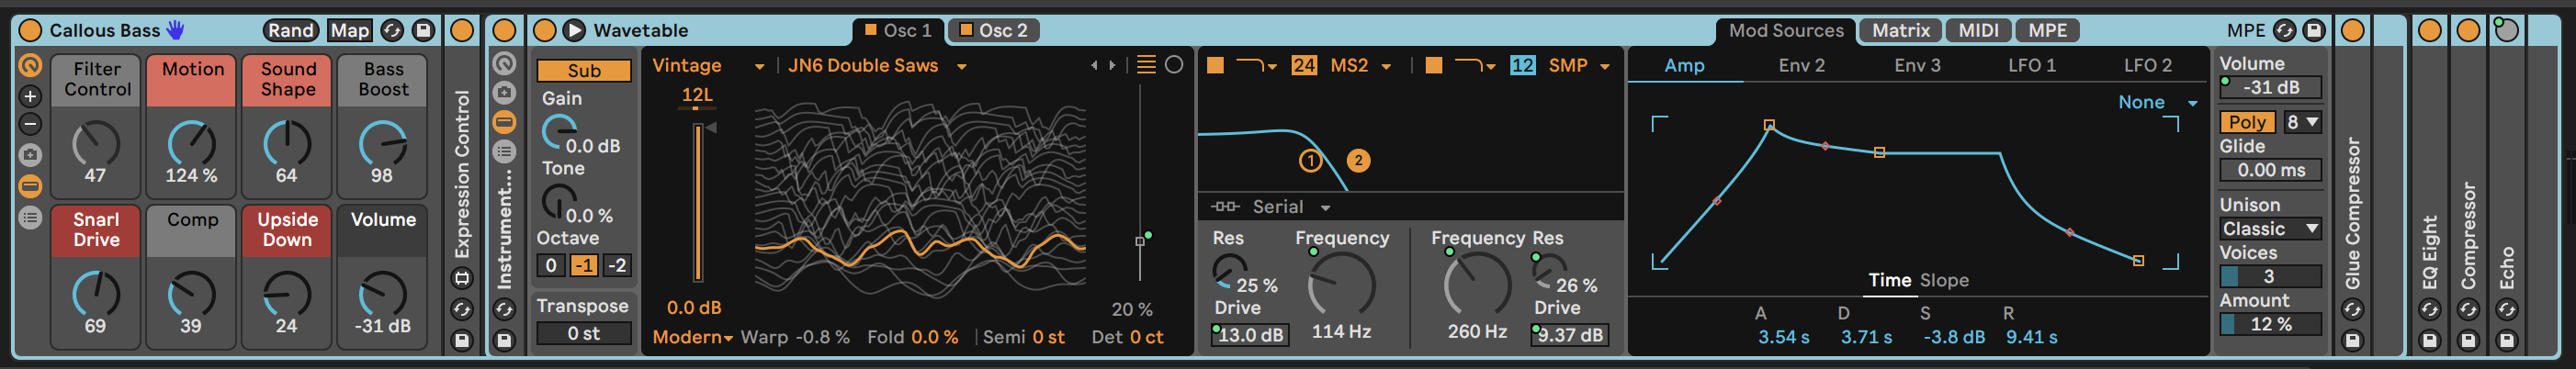 Callous Bass Rand Map
Filter Control Motion Sound Shape Bass Boost
47 124 % 64 98
Snarl Drive Comp Upside Down Volume
69 39 24 -31 dB
Expression Control
Instrument...
Wavetable Osc 1 Osc 2
Sub
Gain
0.0 dB
Tone
0.0 %
Octave
0 -1 -2
Transpose
0 st
Vintage JN6 Double Saws
12L
0.0 dB 20 %
Modern Warp -0.8 % Fold 0.0 % Semi 0 st Det 0 ct
24 MS2 12 SMP
1 2
Serial
Res Frequency Frequency Res
25 % 26 %
Drive Drive
13.0 dB 114 Hz 260 Hz 9.37 dB
Mod Sources Matrix MIDI MPE
Amp Env 2 Env 3 LFO 1 LFO 2
None
Time Slope
A D S R
3.54 s 3.71 s -3.8 dB 9.41 s
MPE
Volume
-31 dB
Poly 8
Glide
0.00 ms
Unison
Classic
Voices
3
Amount
12 %
Glue Compressor
EQ Eight
Compressor
Echo